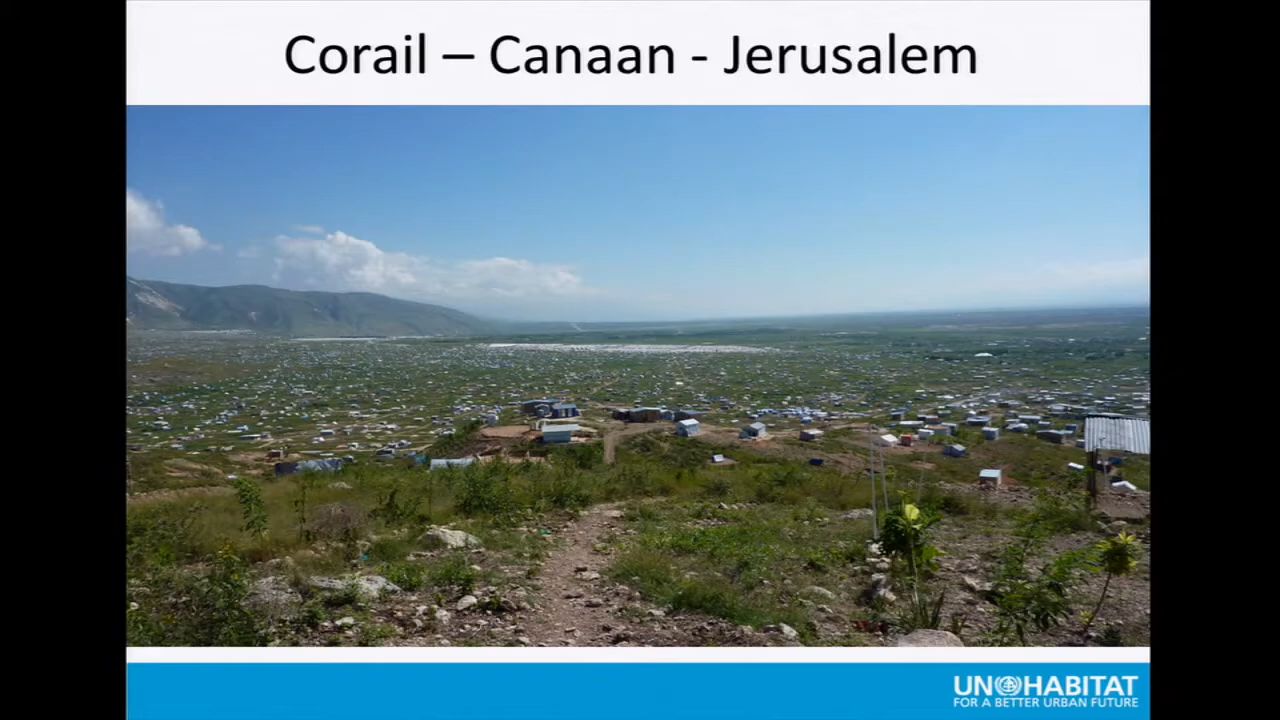 Corail – Canaan - Jerusalem
UN HABITAT
FOR A BETTER URBAN FUTURE